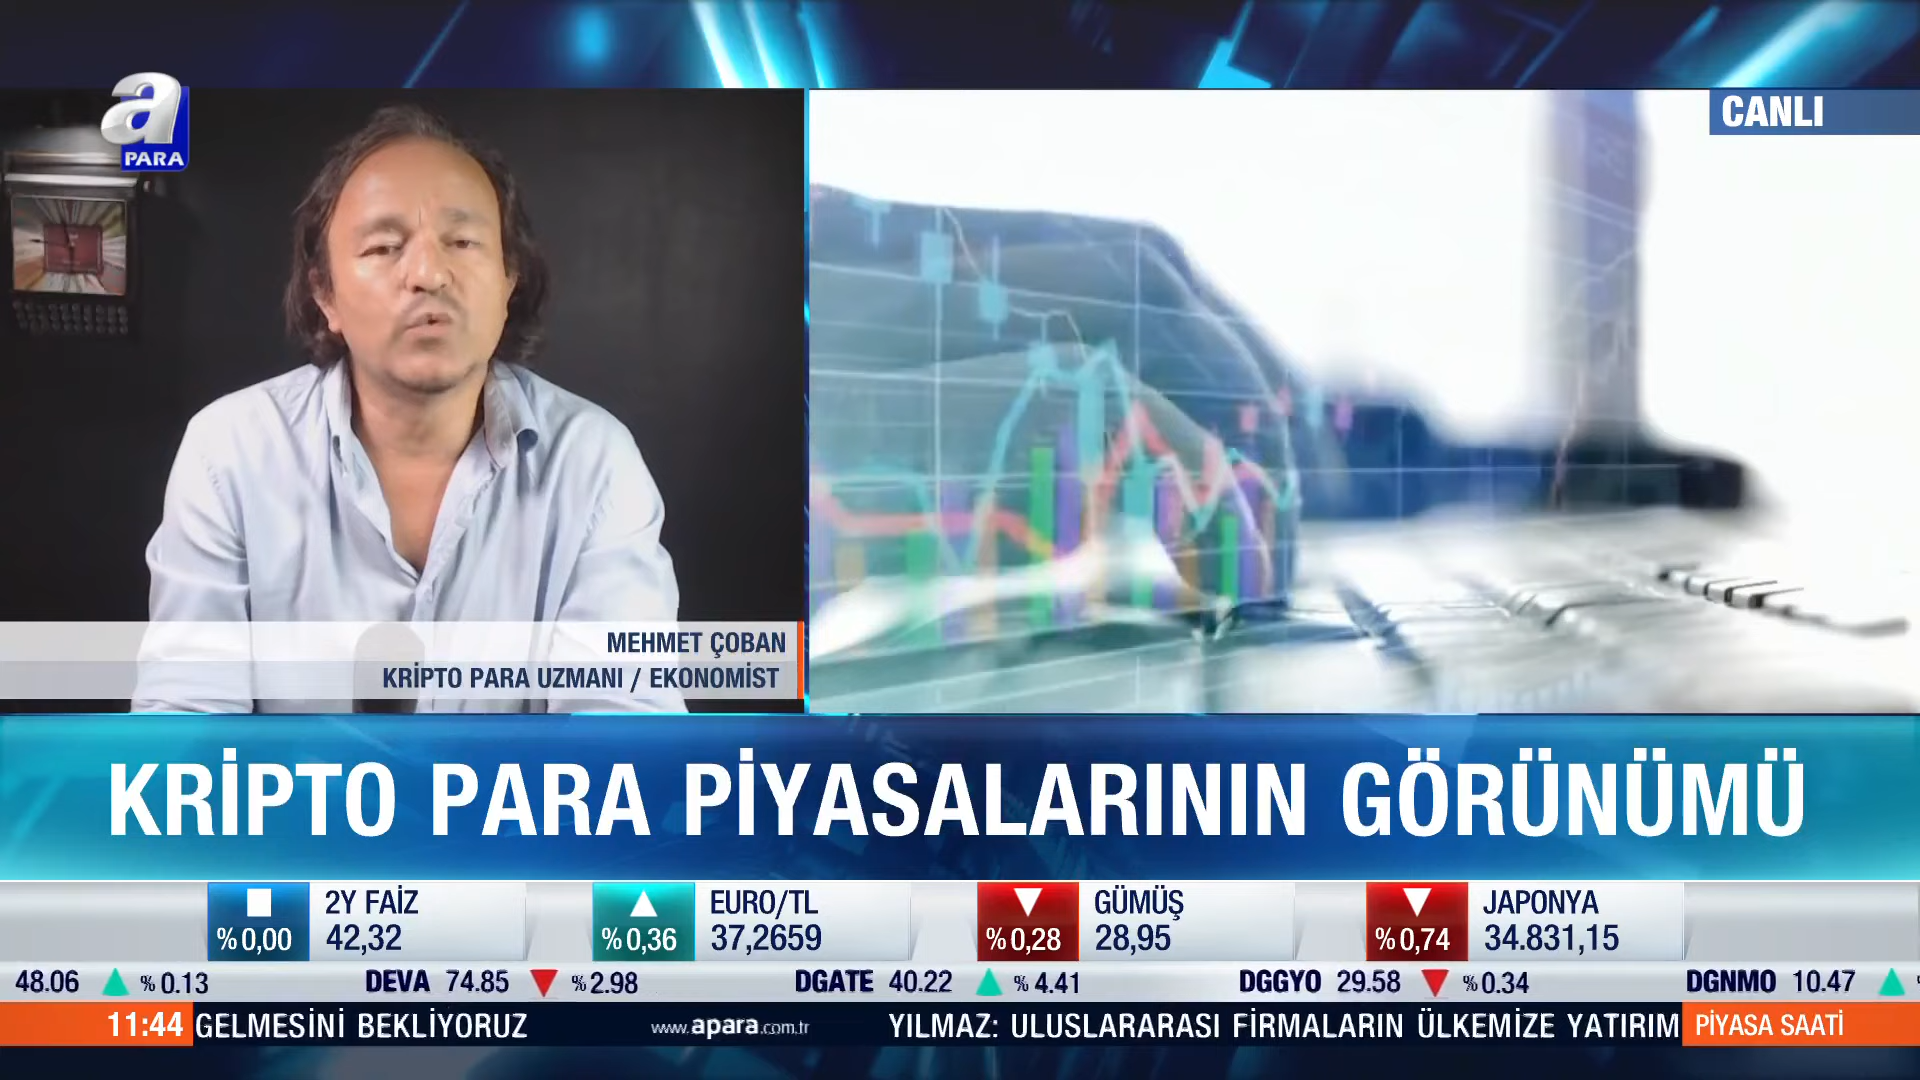 a
PARA
CANLI
MEHMET ÇOBAN
KRİPTO PARA UZMANI / EKONOMİST
KRİPTO PARA PİYASALARININ GÖRÜNÜMÜ
%0,00 2Y FAİZ 42,32
%0,36 EURO/TL 37,2659
%0,28 GÜMÜŞ 28,95
%0,74 JAPONYA 34.831,15
48.06 %0.13 DEVA 74.85 %2.98 DGATE 40.22 %4.41 DGGYO 29.58 %0.34 DGNMO 10.47
11:44 GELMESİNİ BEKLİYORUZ www.apara.com.tr YILMAZ: ULUSLARARASI FİRMALARIN ÜLKEMİZE YATIRIM PİYASA SAATİ